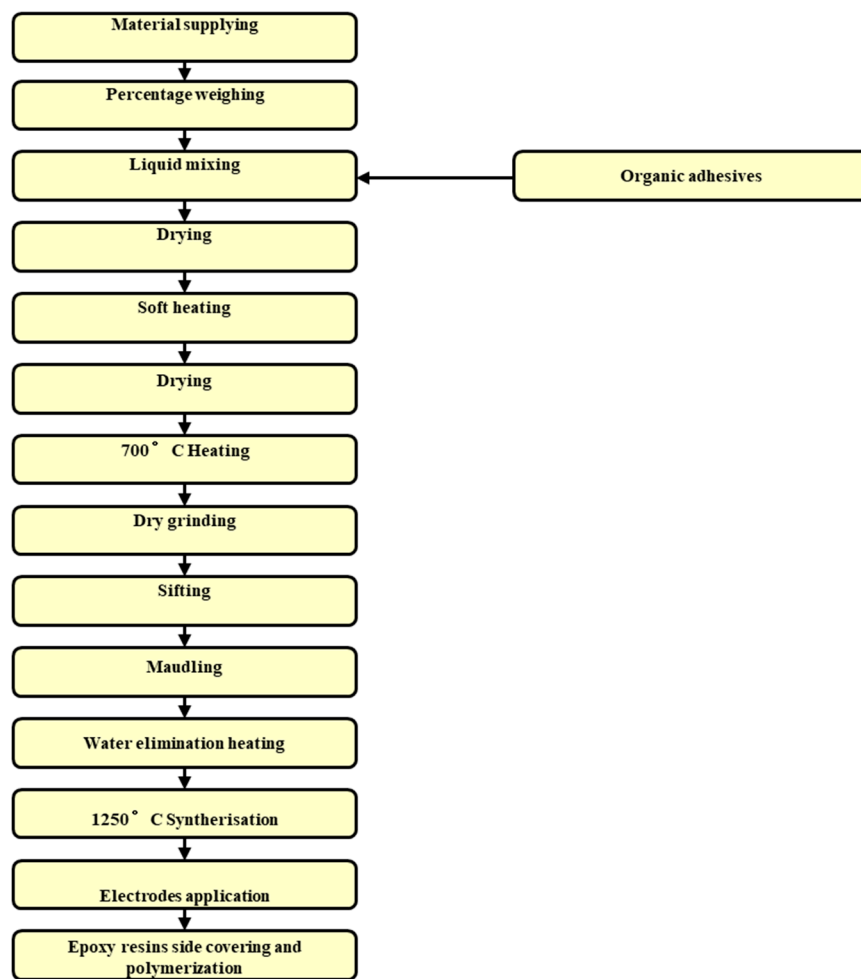 Material supplying
Percentage weighing
Liquid mixing
Organic adhesives
Drying
Soft heating
Drying
700° C Heating
Dry grinding
Sifting
Maudling
Water elimination heating
1250° C Syntherisation
Electrodes application
Epoxy resins side covering and
polymerization